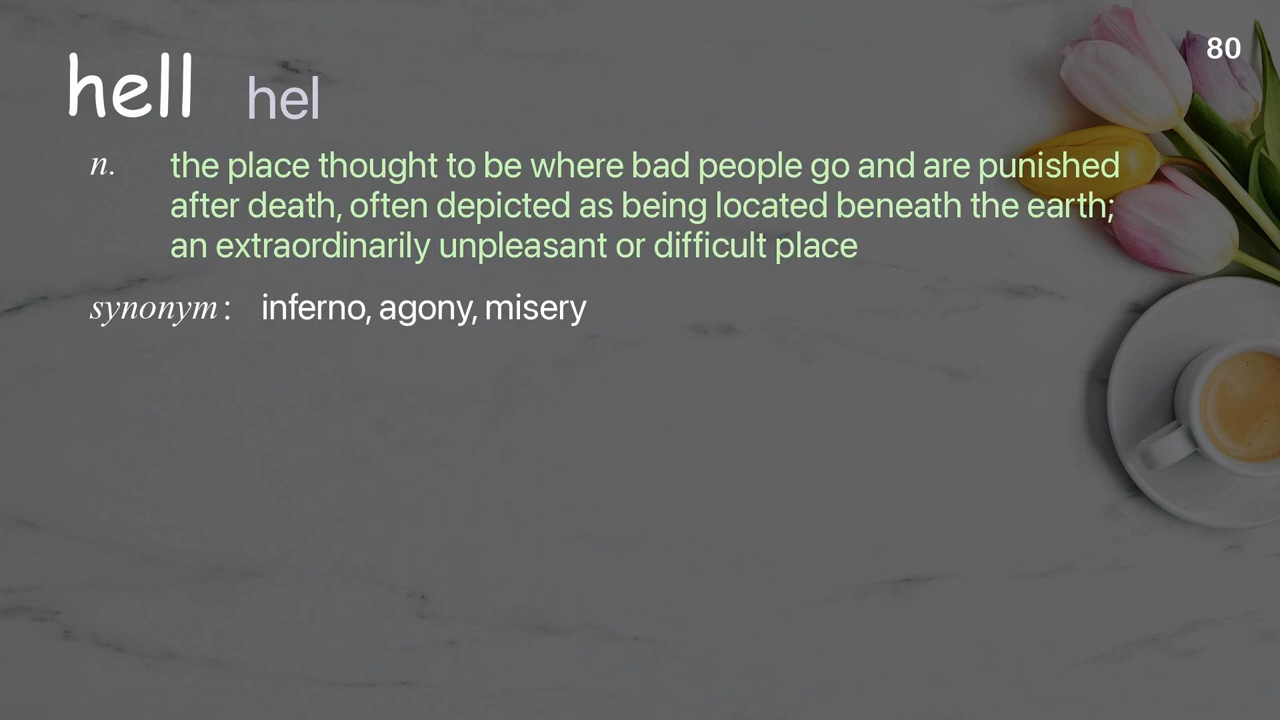 80
hell hel
n. the place thought to be where bad people go and are punished
after death, often depicted as being located beneath the earth;
an extraordinarily unpleasant or difficult place
synonym: inferno, agony, misery